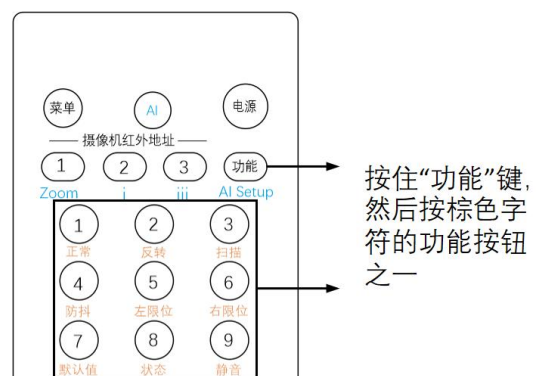 菜单 AI 电源
摄像机红外地址
1 2 3 功能
Zoom i iii AI Setup
1 2 3
正常 反转 扫描
4 5 6
防抖 左限位 右限位
7 8 9
默认值 状态 静音
按住“功能”键,
然后按棕色字
符的功能按钮
之一